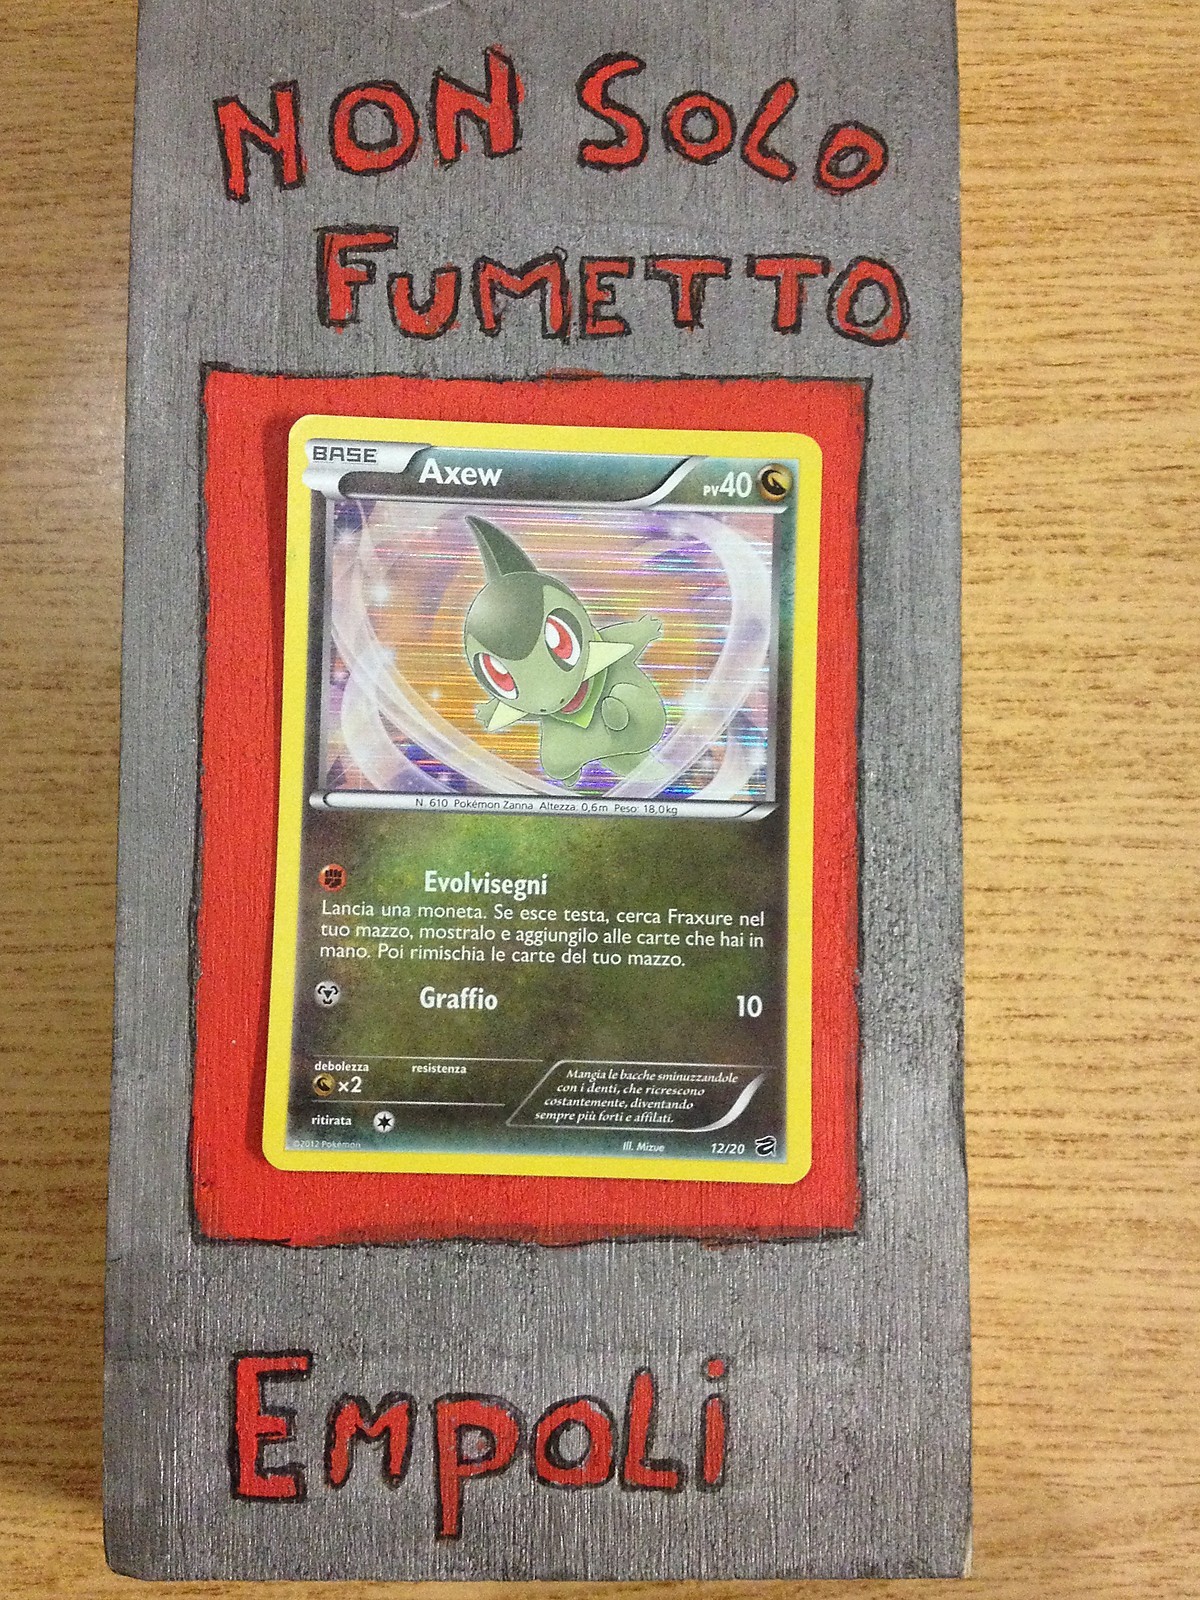 NON SOLO
FUMETTO
BASE
Axew
PV40
N. 610 Pokémon Zanna Altezza: 0,6m Peso: 18,0kg
Evolvisegni
Lancia una moneta. Se esce testa, cerca Fraxure nel
tuo mazzo, mostralo e aggiungilo alle carte che hai in
mano. Poi rimischia le carte del tuo mazzo.
Graffio 10
debolezza resistenza
x2
ritirata
Mangia le bacche sminuzzandole
con i denti, che ricrescono
costantemente, diventando
sempre più forti e affilati.
©2012 Pokémon
Ill. Mizue
12/20
EmpoLi